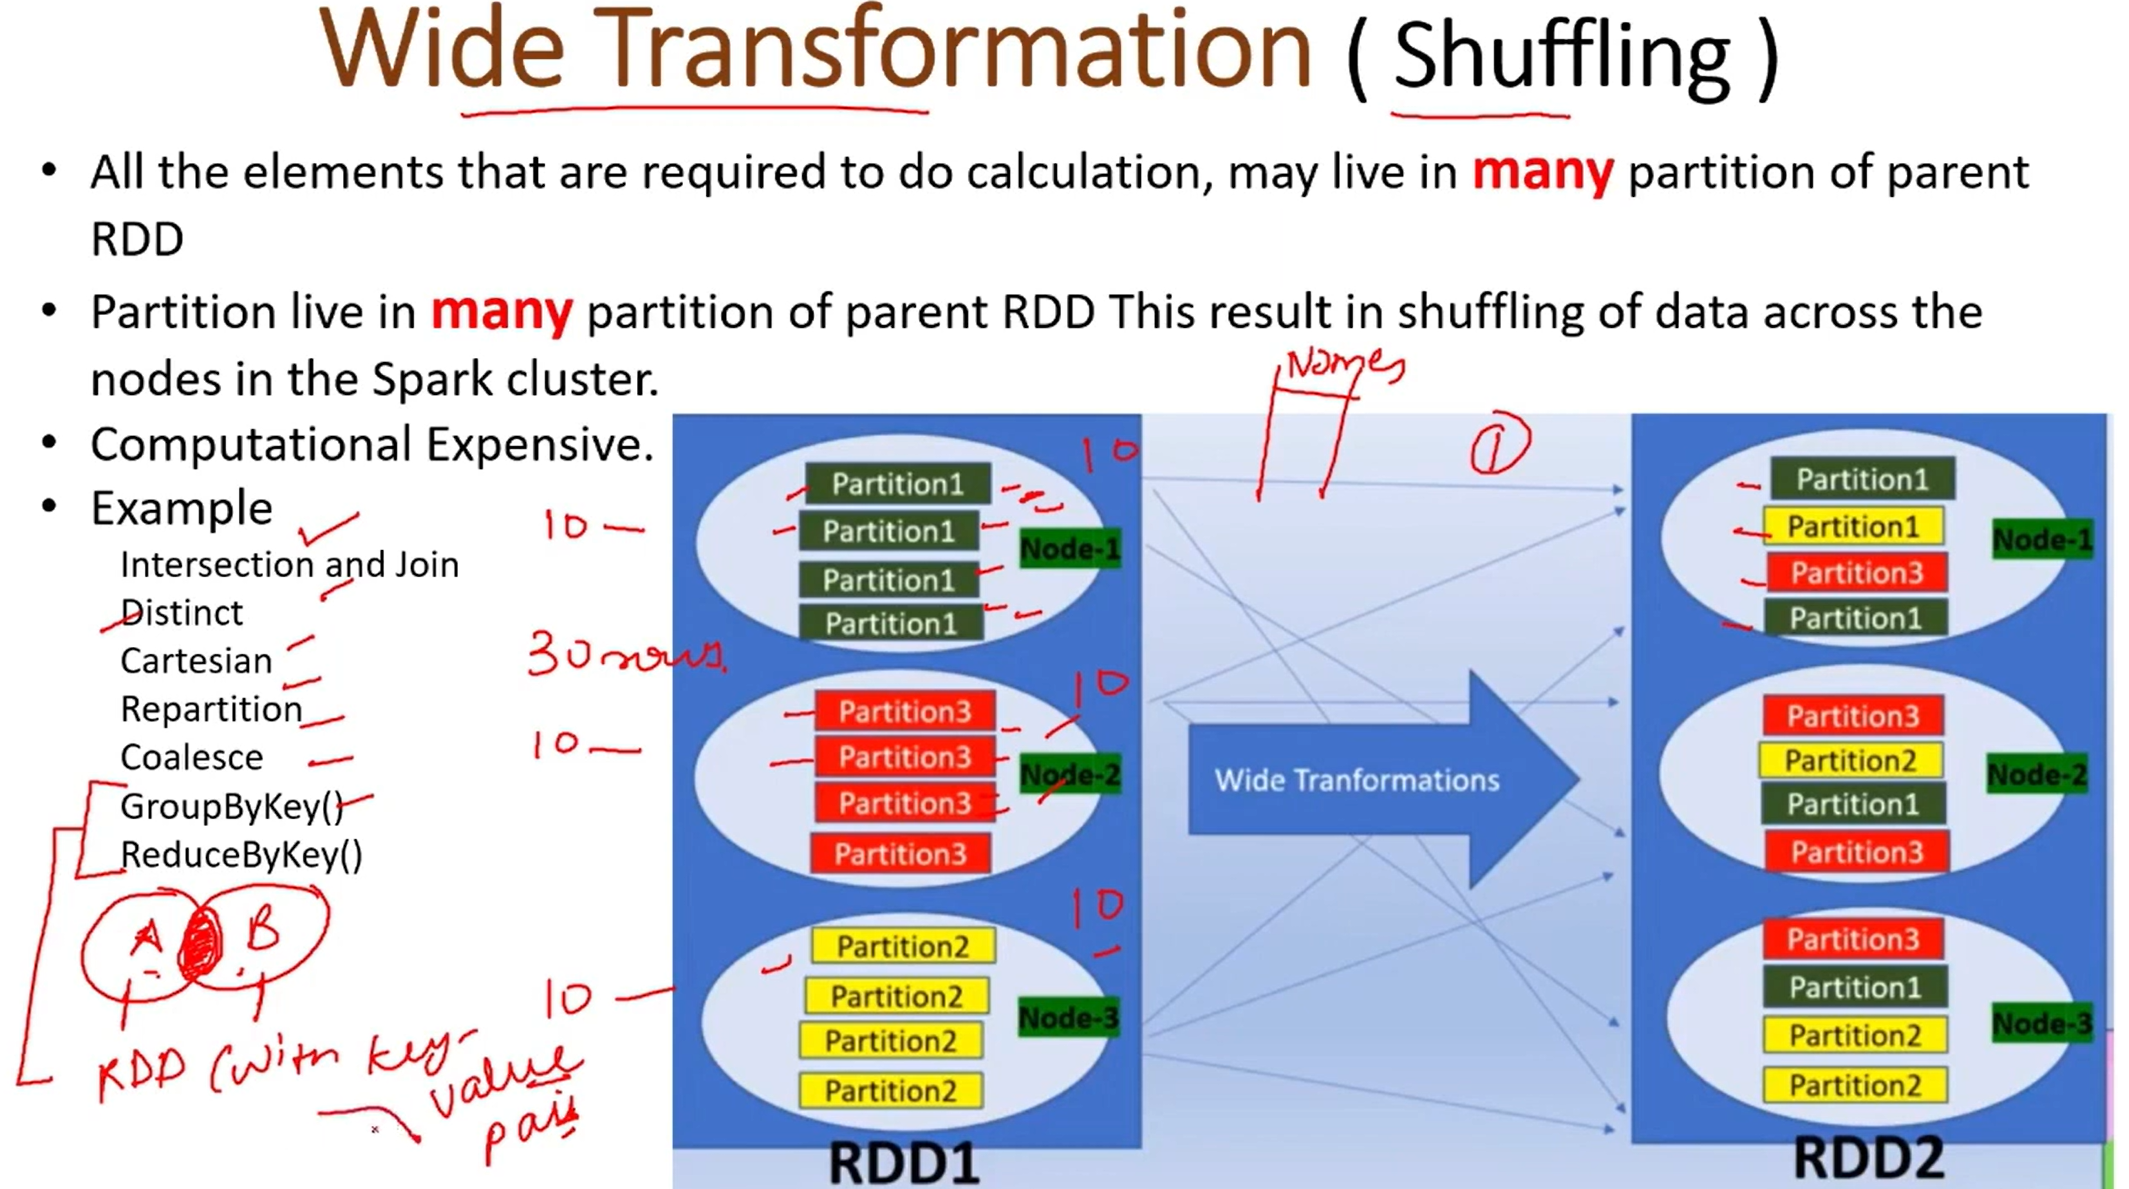 Wide Transformation ( Shuffling )
• All the elements that are required to do calculation, may live in many partition of parent
RDD
• Partition live in many partition of parent RDD This result in shuffling of data across the
nodes in the Spark cluster.
• Computational Expensive.
• Example
Intersection and Join
Distinct
Cartesian
Repartition
Coalesce
GroupByKey()
ReduceByKey()
A B
RDD (with key-
value
pair
10
30 rows.
10
10
Names
1
10
Partition1
Partition1
Node-1
Partition1
Partition1
10
Partition3
Partition3
Node-2
Partition3
Partition3
10
Partition2
Partition2
Node-3
Partition2
Partition2
RDD1
Wide Tranformations
Partition1
Partition1
Node-1
Partition3
Partition1
Partition3
Partition2
Node-2
Partition1
Partition3
Partition3
Partition1
Node-3
Partition2
Partition2
RDD2